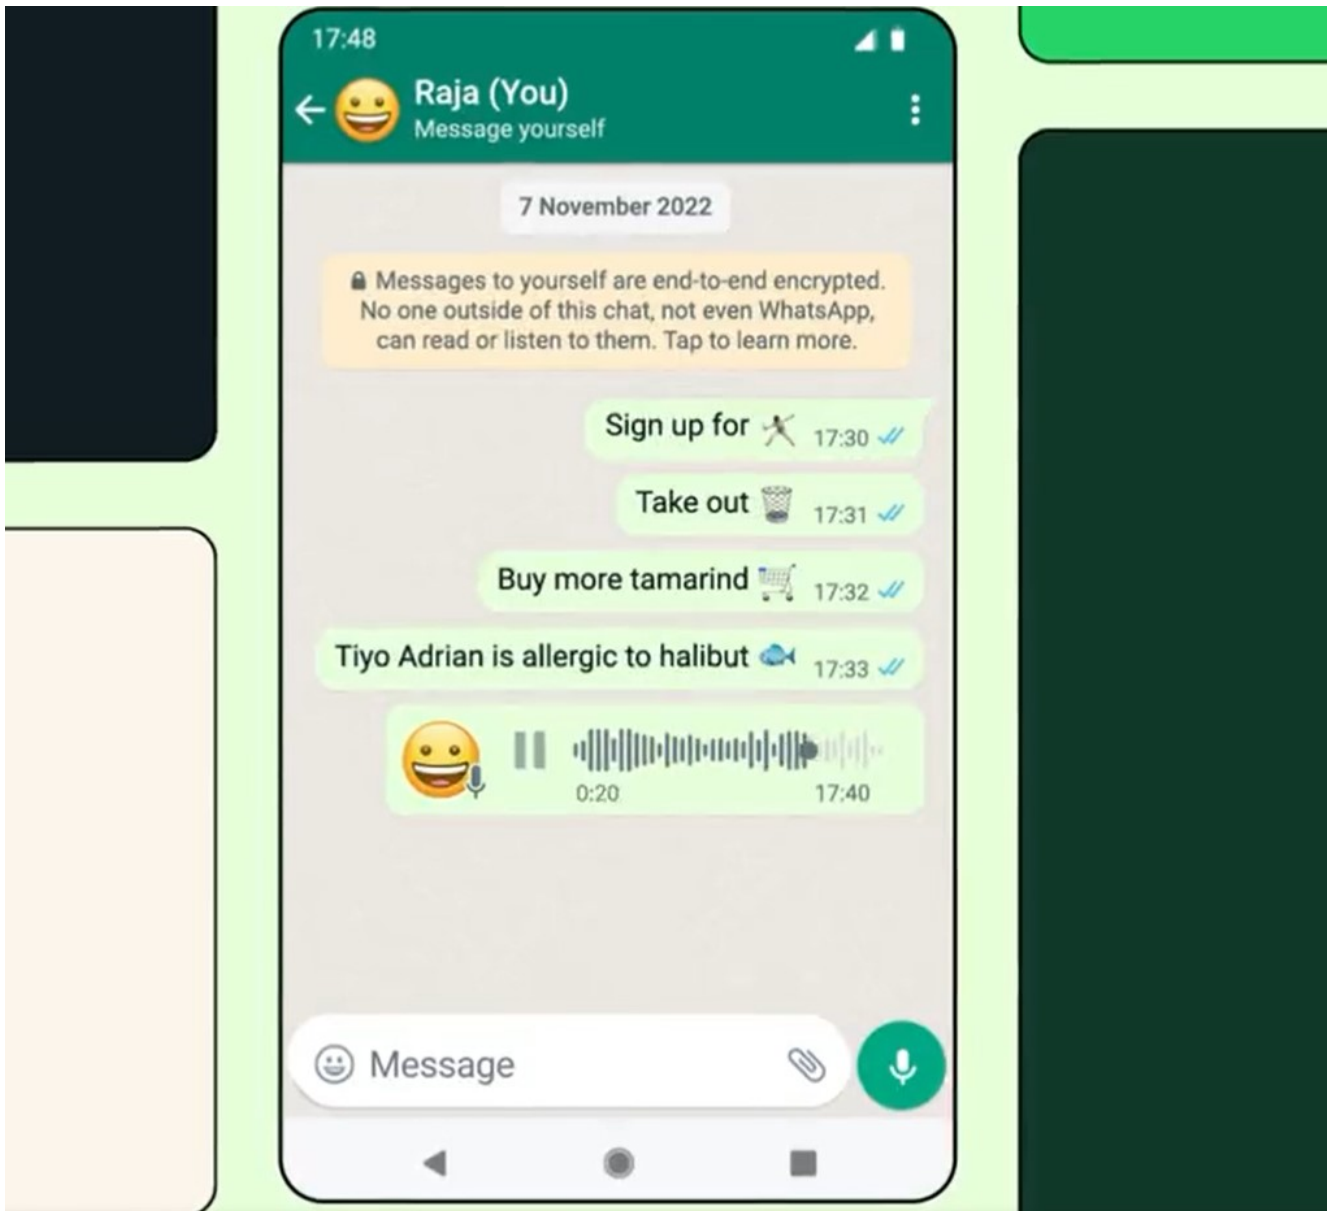 17:48
Raja (You)
Message yourself
7 November 2022
Messages to yourself are end-to-end encrypted.
No one outside of this chat, not even WhatsApp,
can read or listen to them. Tap to learn more.
Sign up for 17:30
Take out 17:31
Buy more tamarind 17:32
Tiyo Adrian is allergic to halibut 17:33
0:20 17:40
Message